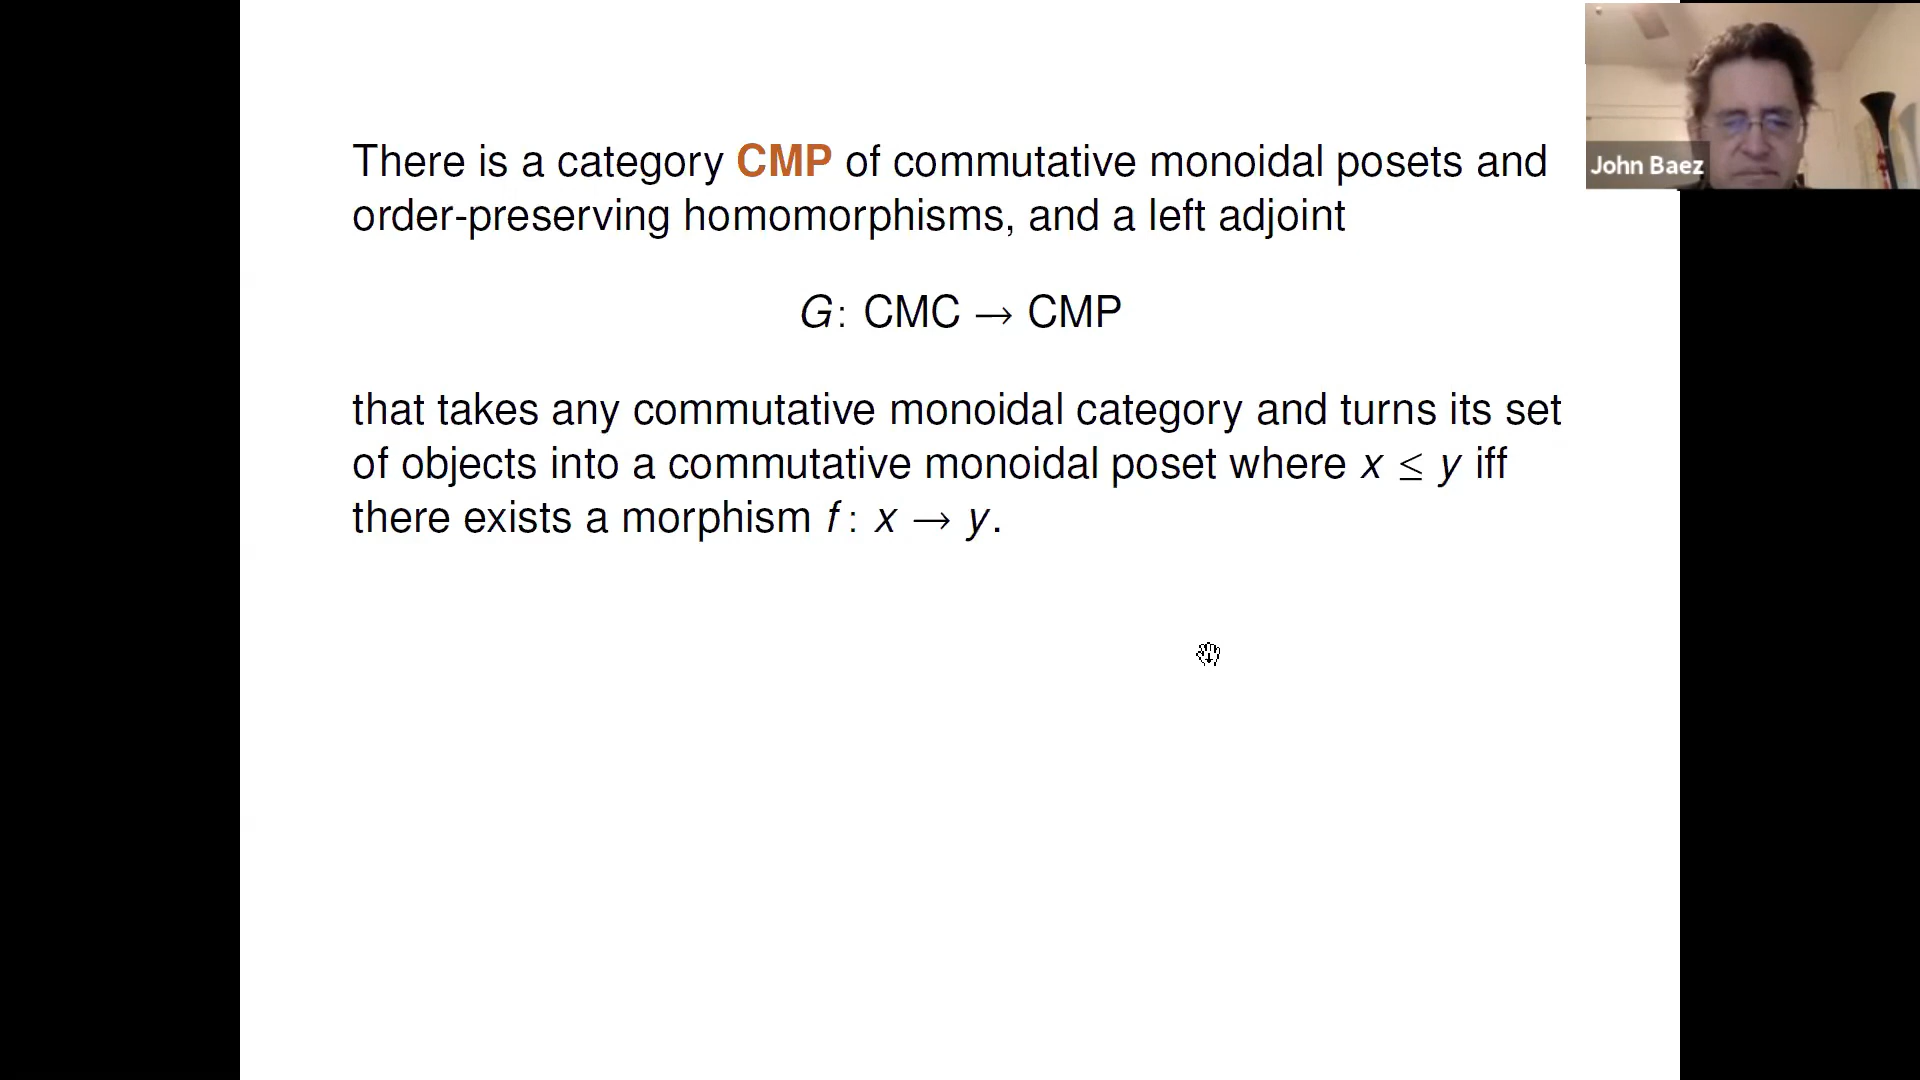 There is a category CMP of commutative monoidal posets and
order-preserving homomorphisms, and a left adjoint
G: CMC → CMP
that takes any commutative monoidal category and turns its set
of objects into a commutative monoidal poset where x ≤ y iff
there exists a morphism f: x → y.
John Baez